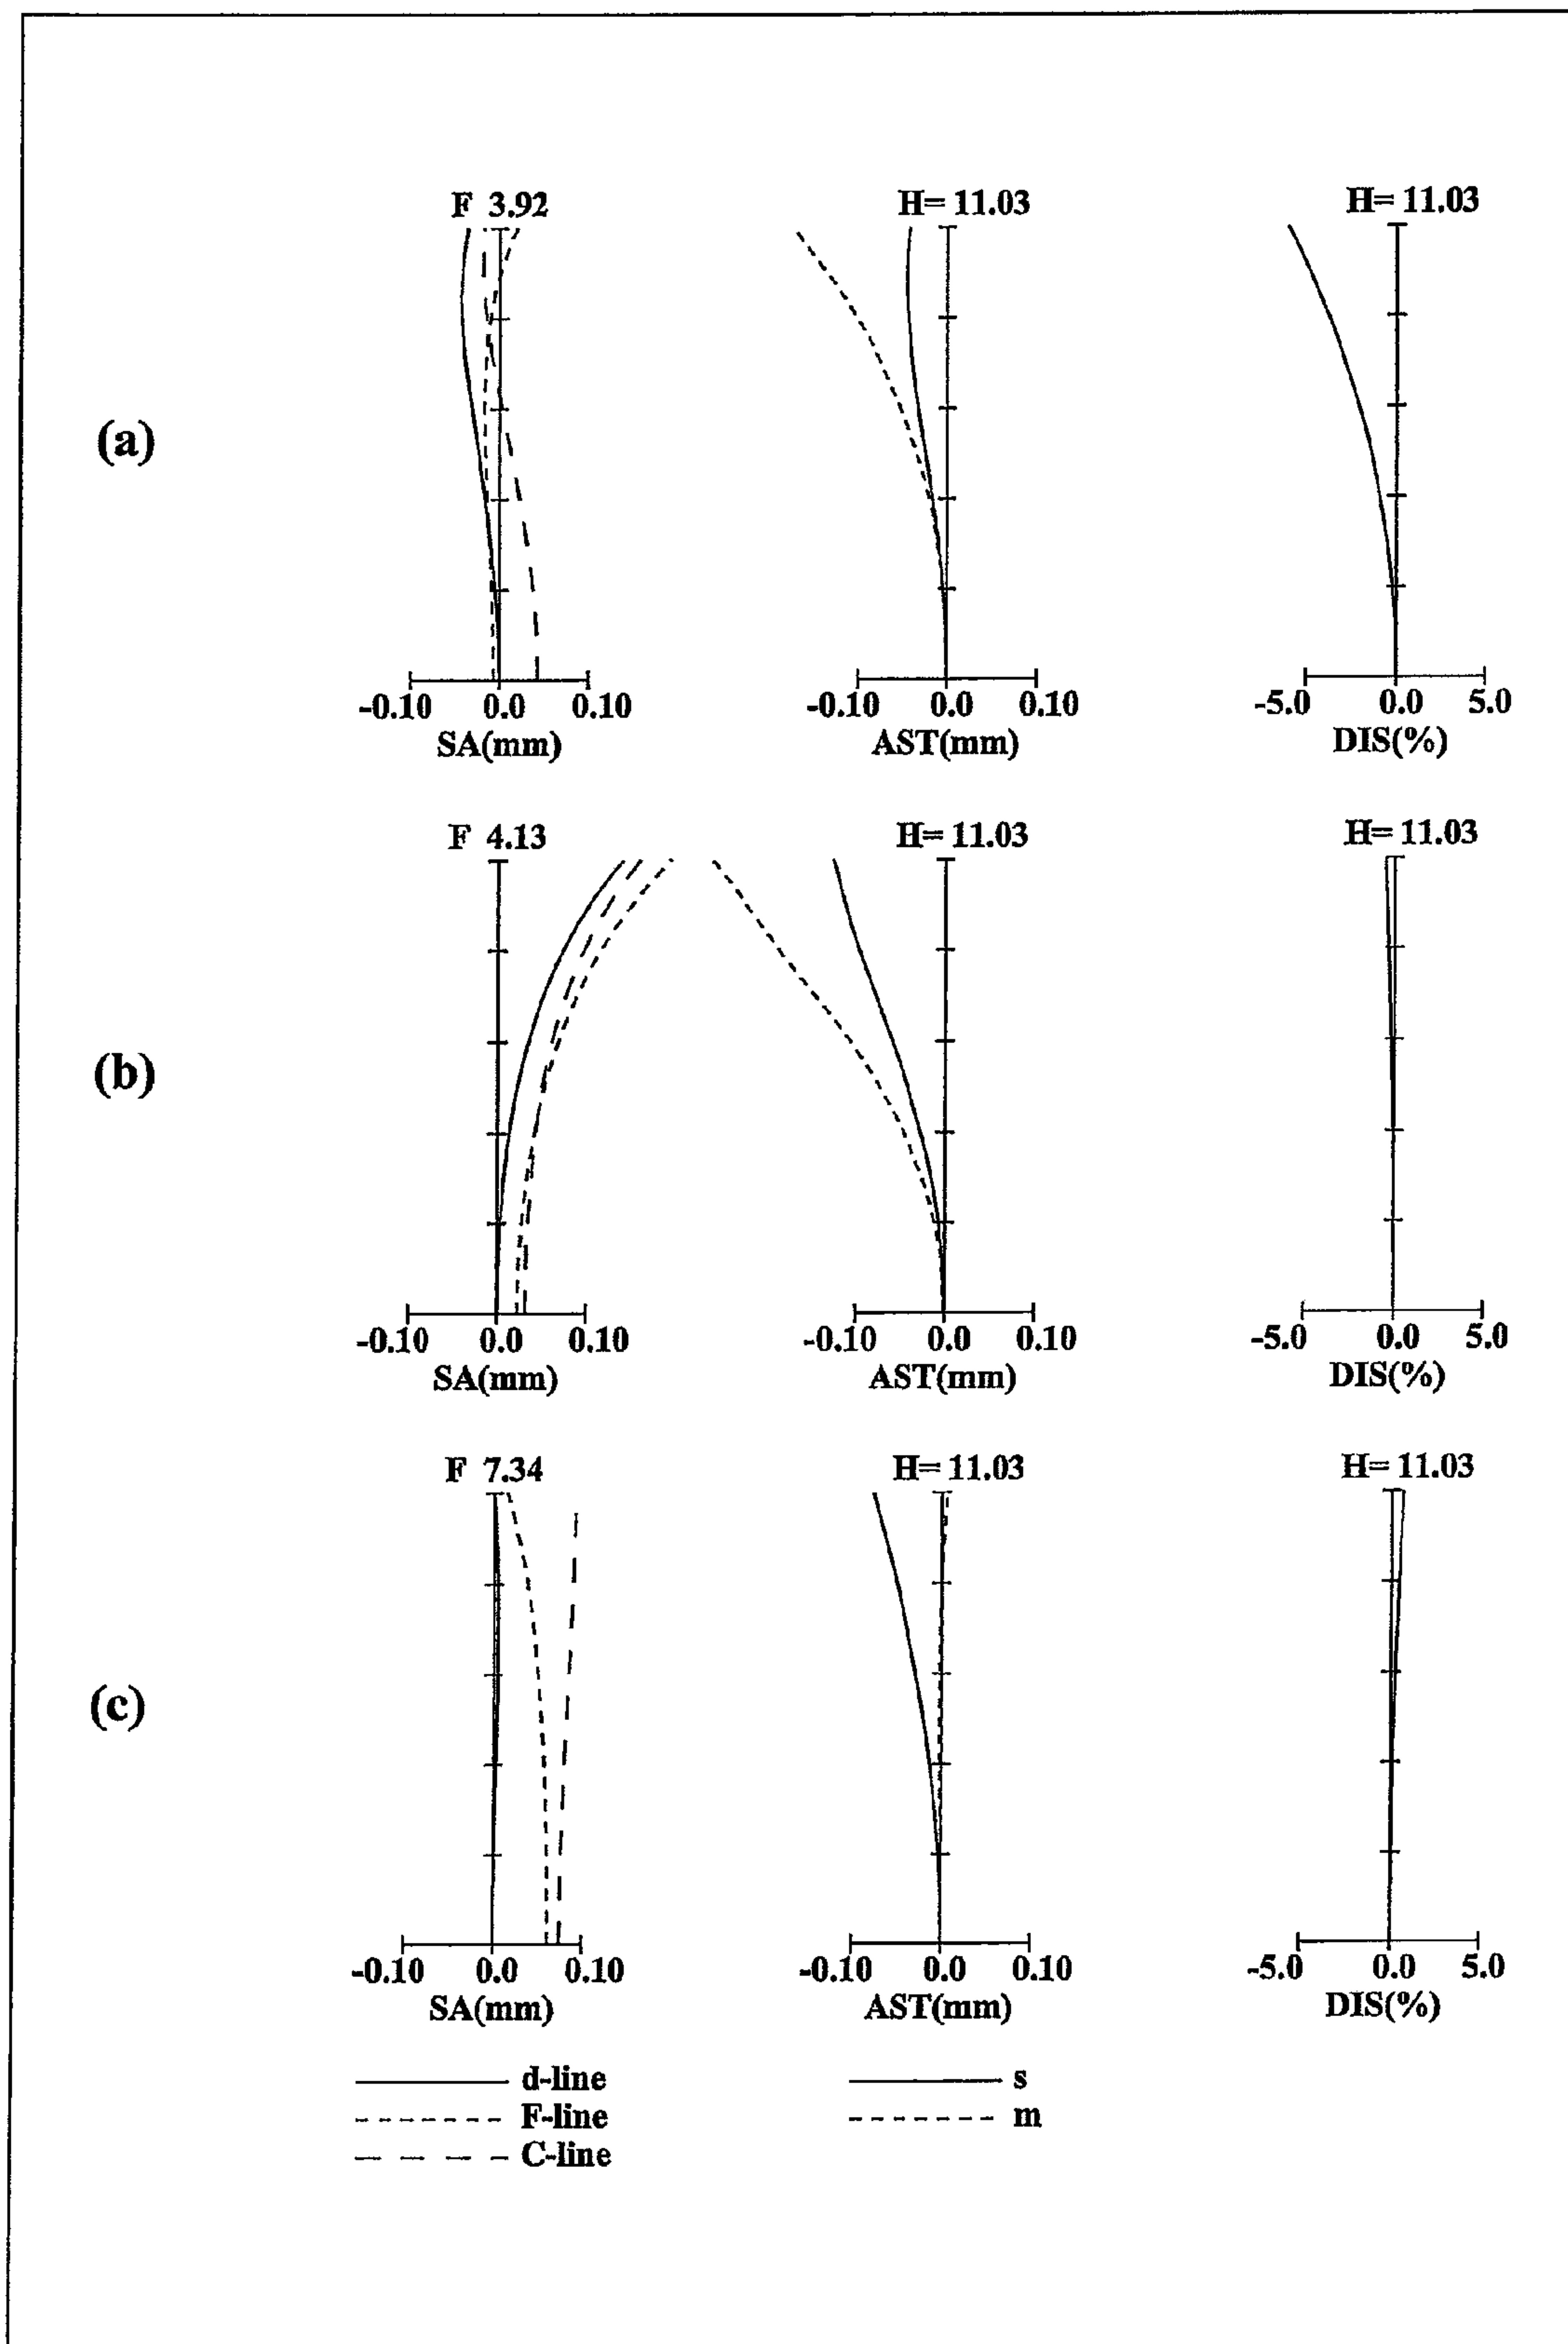 F 3.92 H= 11.03 H= 11.03
(a)
-0.10 0.0 0.10 -0.10 0.0 0.10 -5.0 0.0 5.0
SA(mm) AST(mm) DIS(%)
F 4.13 H= 11.03 H= 11.03
(b)
-0.10 0.0 0.10 -0.10 0.0 0.10 -5.0 0.0 5.0
SA(mm) AST(mm) DIS(%)
F 7.34 H= 11.03 H= 11.03
(c)
-0.10 0.0 0.10 -0.10 0.0 0.10 -5.0 0.0 5.0
SA(mm) AST(mm) DIS(%)
d-line s
F-line m
C-line